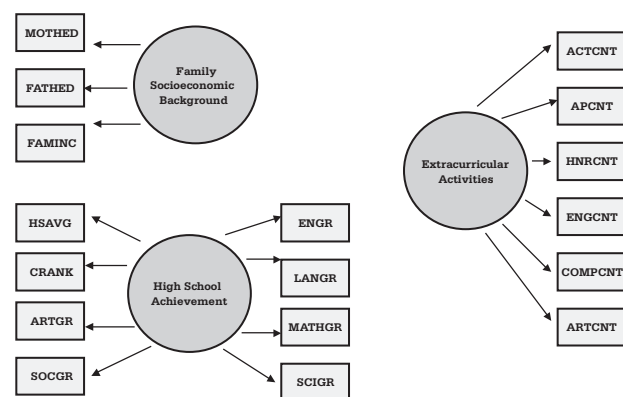 MOTHED
FATHED
FAMINC
Family
Socioeconomic
Background
HSAVG
CRANK
ARTGR
SOCGR
High School
Achievement
ENGR
LANGR
MATHGR
SCIGR
Extracurricular
Activities
ACTCNT
APCNT
HNRCNT
ENGCNT
COMPCNT
ARTCNT